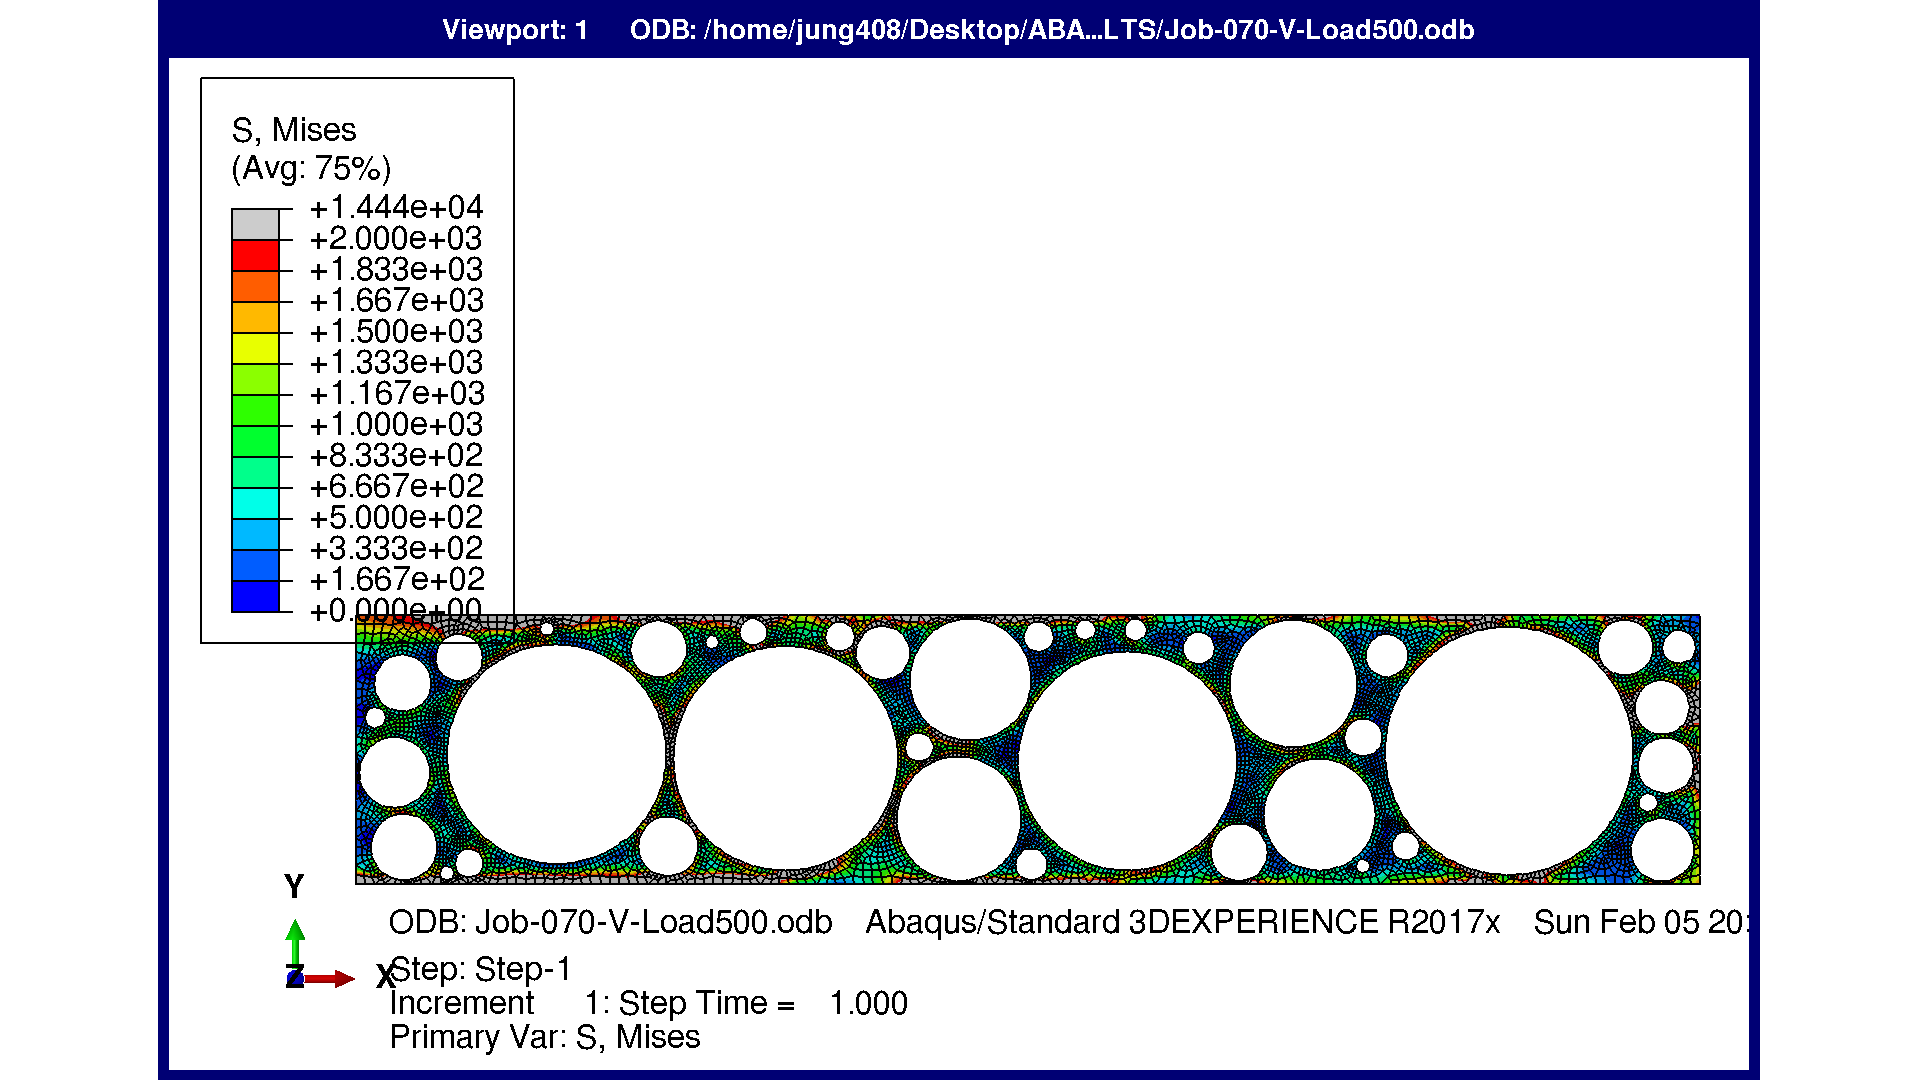 Viewport: 1 ODB: /home/jung408/Desktop/ABA...LTS/Job-070-V-Load500.odb
S, Mises
(Avg: 75%)
+1.444e+04
+2.000e+03
+1.833e+03
+1.667e+03
+1.500e+03
+1.333e+03
+1.167e+03
+1.000e+03
+8.333e+02
+6.667e+02
+5.000e+02
+3.333e+02
+1.667e+02
+0.000e+00
Y
Z
X
ODB: Job-070-V-Load500.odb Abaqus/Standard 3DEXPERIENCE R2017x Sun Feb 05 20:
Step: Step-1
Increment 1: Step Time = 1.000
Primary Var: S, Mises